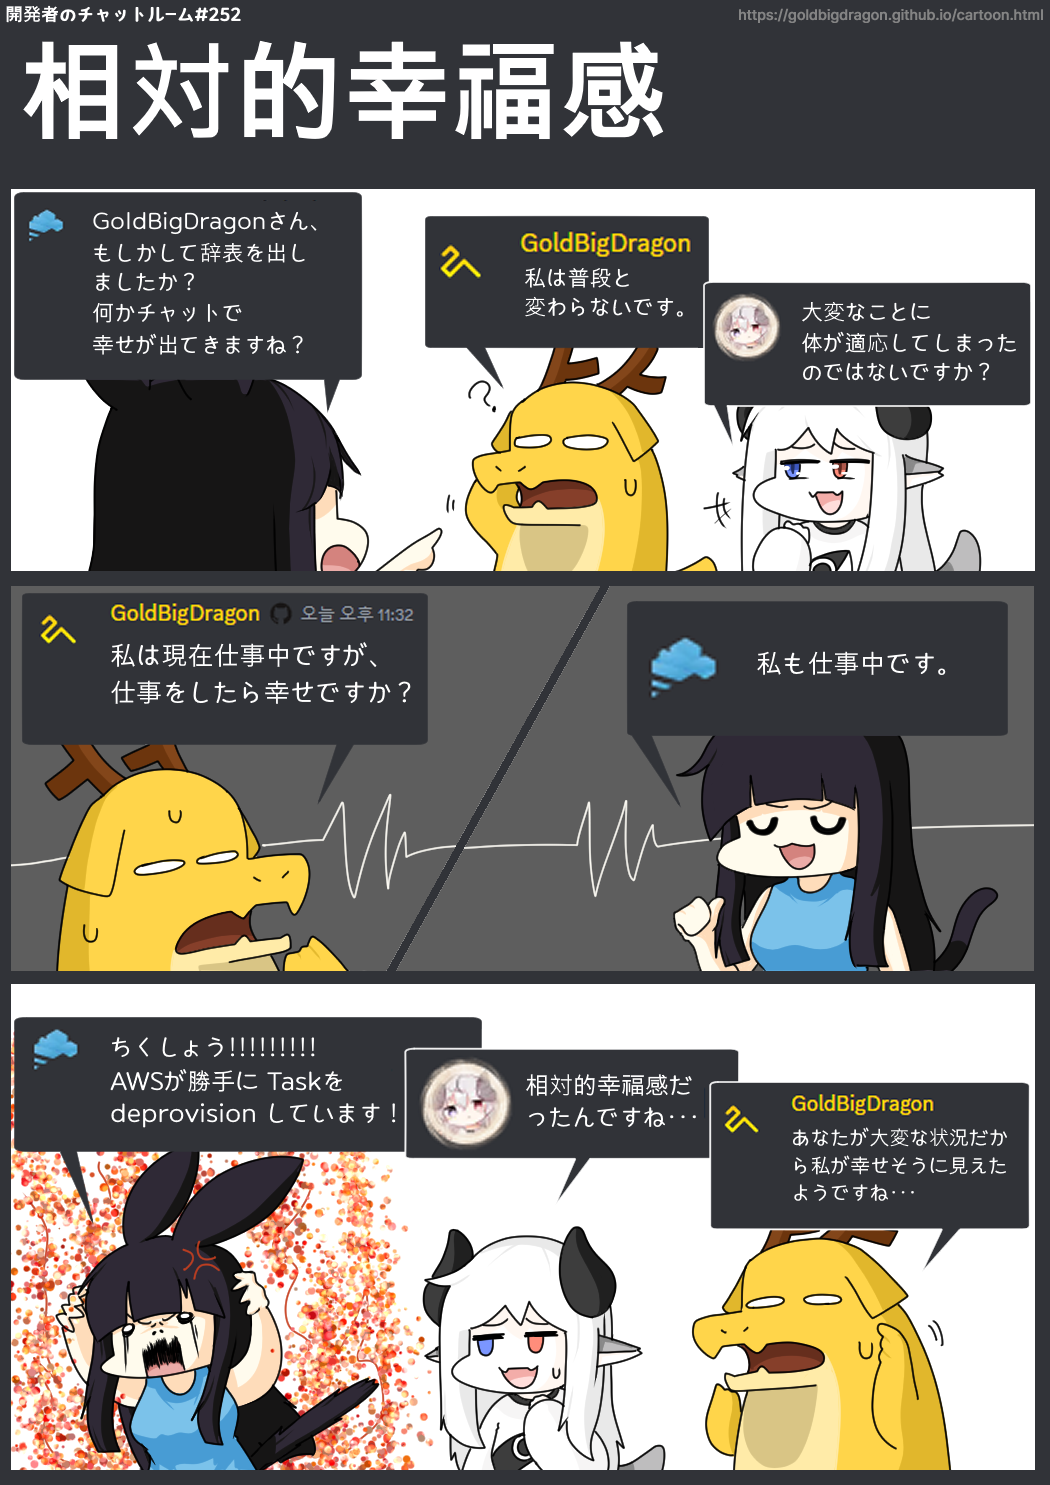 開発者のチャットルーム#252
https://goldbigdragon.github.io/cartoon.html
相対的幸福感
GoldBigDragonさん、
もしかして辞表を出し
ましたか？
何かチャットで
幸せが出てきますね？
GoldBigDragon
私は普段と
変わらないです。
大変なことに
体が適応してしまった
のではないですか？
GoldBigDragon 오늘 오후 11:32
私は現在仕事中ですが、
仕事をしたら幸せですか？
私も仕事中です。
ちくしょう!!!!!!!!!
AWSが勝手に Taskを
deprovision しています！
相対的幸福感だ
ったんですね･･･
GoldBigDragon
あなたが大変な状況だか
ら私が幸せそうに見えた
ようですね･･･